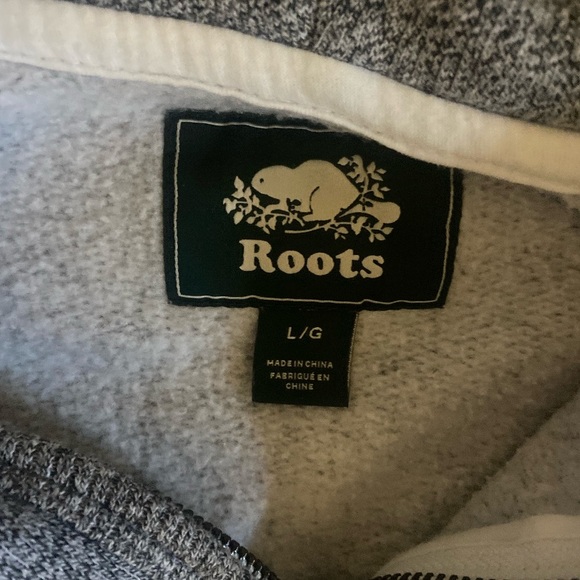 Roots
L/G
MADE IN CHINA
FABRIQUÉ EN
CHINE